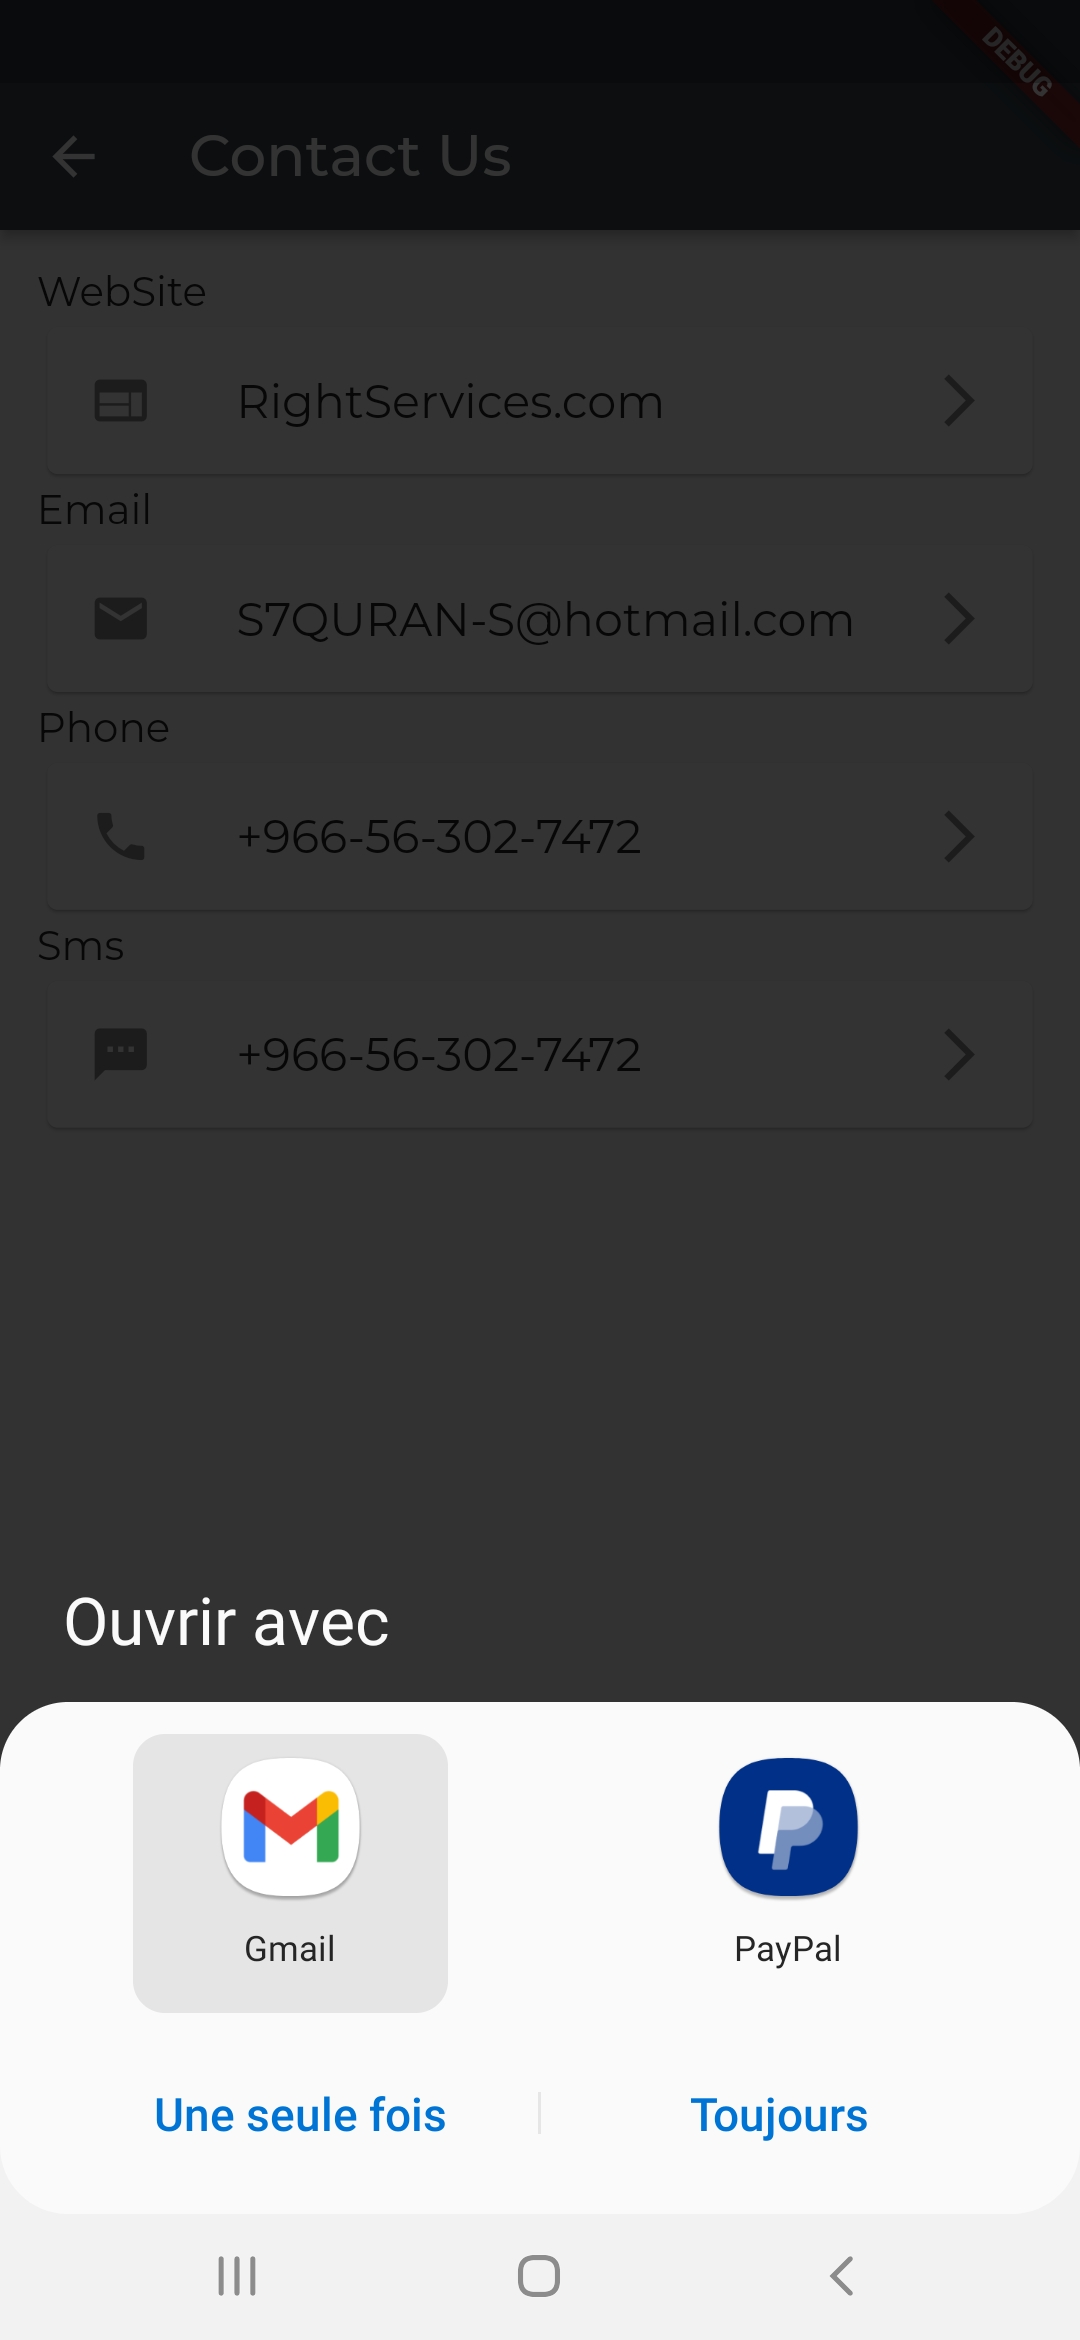 DEBUG
Contact Us
WebSite
RightServices.com
Email
S7QURAN-S@hotmail.com
Phone
+966-56-302-7472
Sms
+966-56-302-7472
Ouvrir avec
Gmail
PayPal
Une seule fois
Toujours